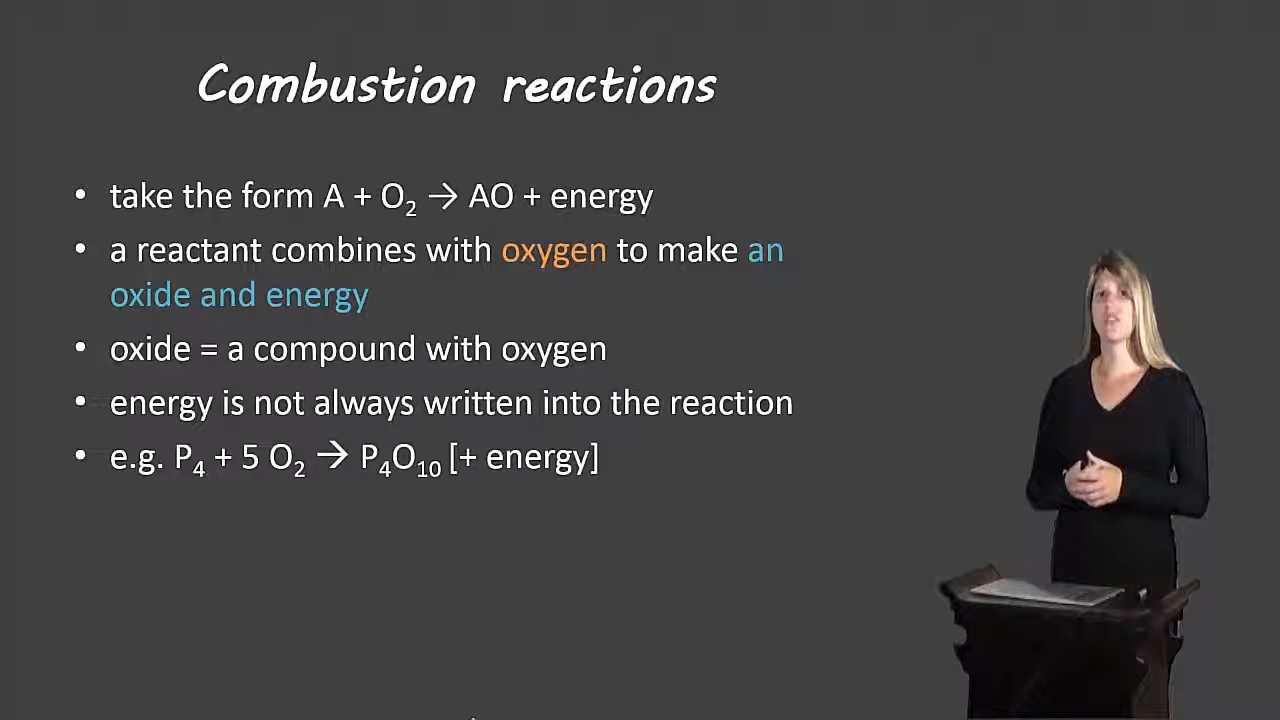 Combustion reactions
• take the form A + O₂ → AO + energy
• a reactant combines with oxygen to make an
oxide and energy
• oxide = a compound with oxygen
• energy is not always written into the reaction
• e.g. P₄ + 5 O₂ → P₄O₁₀ [+ energy]